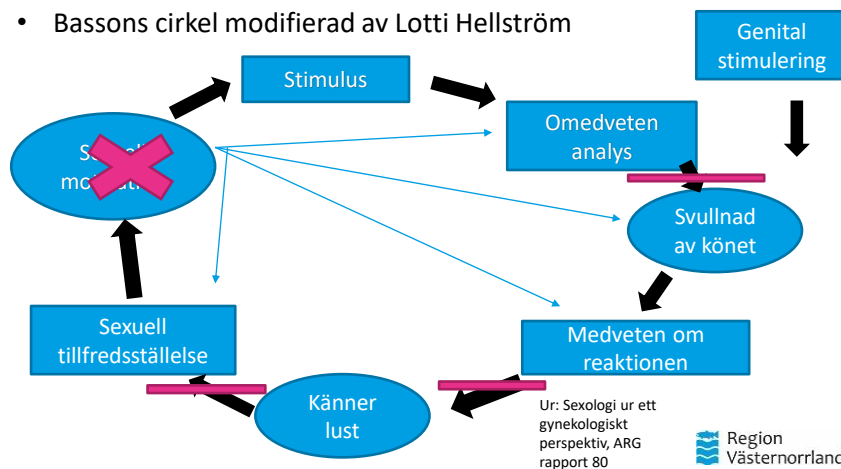 • Bassons cirkel modifierad av Lotti Hellström
Genital
stimulering
Stimulus
Omedveten
analys
Svullnad
av könet
Medveten om
reaktionen
Känner
lust
Sexuell
tillfredsställelse
Ur: Sexologi ur ett
gynekologiskt
perspektiv, ARG
rapport 80
Region
Västernorrland